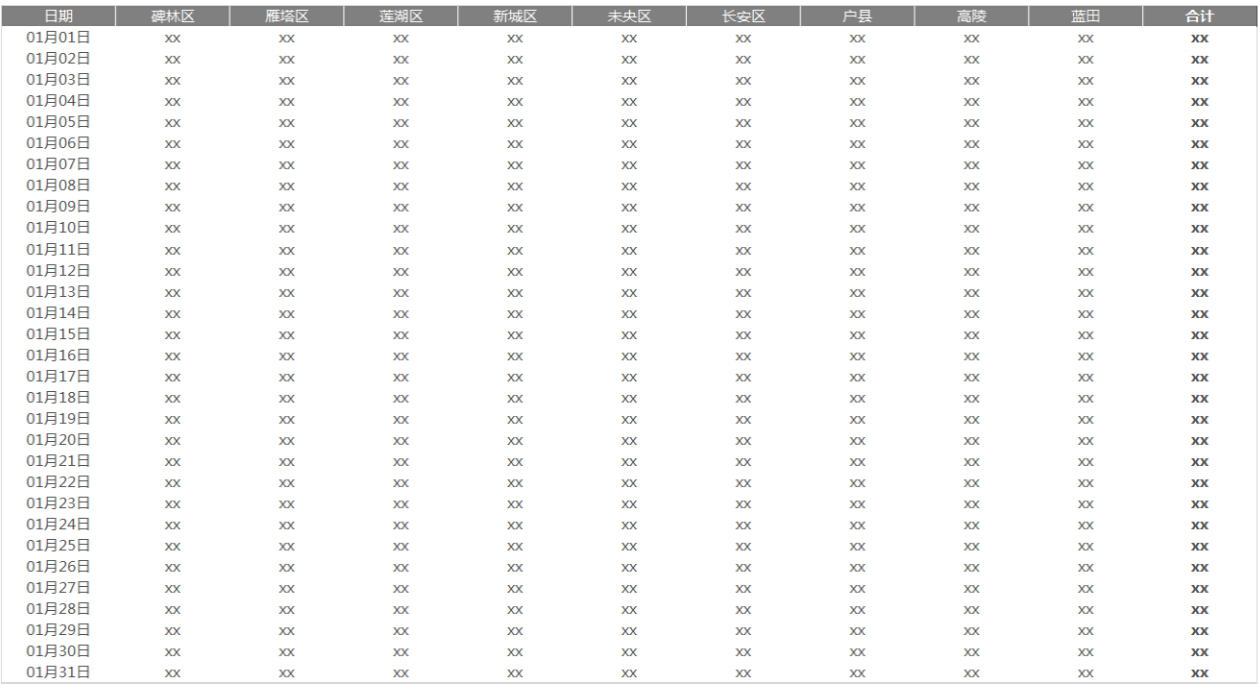 日期 碑林区 雁塔区 莲湖区 新城区 未央区 长安区 户县 高陵 蓝田 合计
01月01日 xx xx xx xx xx xx xx xx xx xx
01月02日 xx xx xx xx xx xx xx xx xx xx
01月03日 xx xx xx xx xx xx xx xx xx xx
01月04日 xx xx xx xx xx xx xx xx xx xx
01月05日 xx xx xx xx xx xx xx xx xx xx
01月06日 xx xx xx xx xx xx xx xx xx xx
01月07日 xx xx xx xx xx xx xx xx xx xx
01月08日 xx xx xx xx xx xx xx xx xx xx
01月09日 xx xx xx xx xx xx xx xx xx xx
01月10日 xx xx xx xx xx xx xx xx xx xx
01月11日 xx xx xx xx xx xx xx xx xx xx
01月12日 xx xx xx xx xx xx xx xx xx xx
01月13日 xx xx xx xx xx xx xx xx xx xx
01月14日 xx xx xx xx xx xx xx xx xx xx
01月15日 xx xx xx xx xx xx xx xx xx xx
01月16日 xx xx xx xx xx xx xx xx xx xx
01月17日 xx xx xx xx xx xx xx xx xx xx
01月18日 xx xx xx xx xx xx xx xx xx xx
01月19日 xx xx xx xx xx xx xx xx xx xx
01月20日 xx xx xx xx xx xx xx xx xx xx
01月21日 xx xx xx xx xx xx xx xx xx xx
01月22日 xx xx xx xx xx xx xx xx xx xx
01月23日 xx xx xx xx xx xx xx xx xx xx
01月24日 xx xx xx xx xx xx xx xx xx xx
01月25日 xx xx xx xx xx xx xx xx xx xx
01月26日 xx xx xx xx xx xx xx xx xx xx
01月27日 xx xx xx xx xx xx xx xx xx xx
01月28日 xx xx xx xx xx xx xx xx xx xx
01月29日 xx xx xx xx xx xx xx xx xx xx
01月30日 xx xx xx xx xx xx xx xx xx xx
01月31日 xx xx xx xx xx xx xx xx xx xx